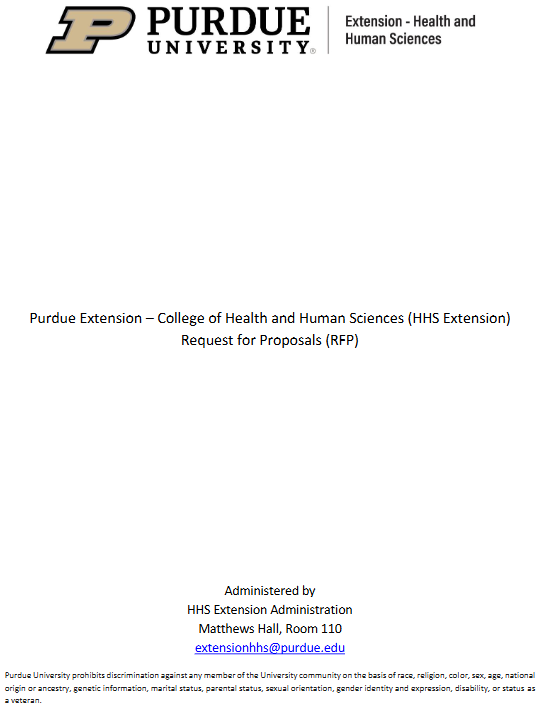 PURDUE
UNIVERSITY®
Extension - Health and
Human Sciences
Purdue Extension – College of Health and Human Sciences (HHS Extension)
Request for Proposals (RFP)
Administered by
HHS Extension Administration
Matthews Hall, Room 110
extensionhhs@purdue.edu
Purdue University prohibits discrimination against any member of the University community on the basis of race, religion, color, sex, age, national
origin or ancestry, genetic information, marital status, parental status, sexual orientation, gender identity and expression, disability, or status as
a veteran.